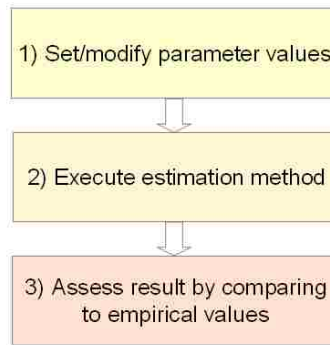 1) Set/modify parameter values
2) Execute estimation method
3) Assess result by comparing
to empirical values